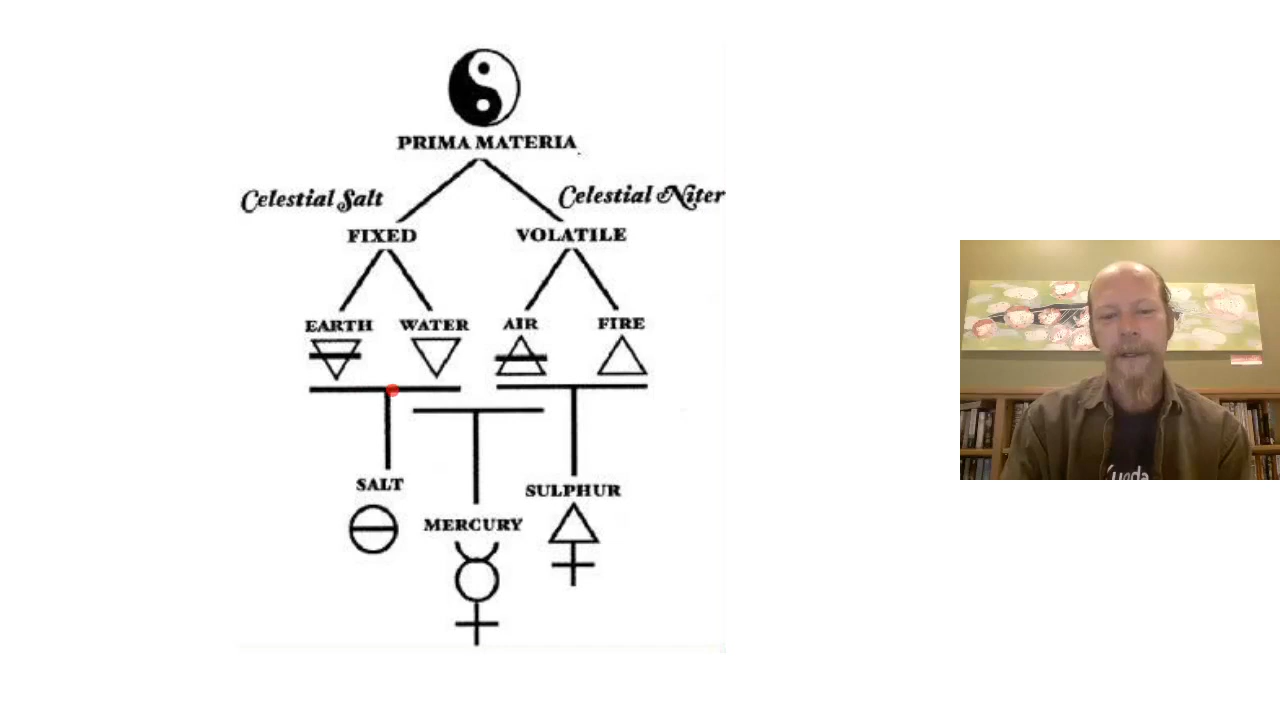 PRIMA MATERIA
Celestial Salt
Celestial Niter
FIXED
VOLATILE
EARTH
WATER
AIR
FIRE
SALT
SULPHUR
MERCURY